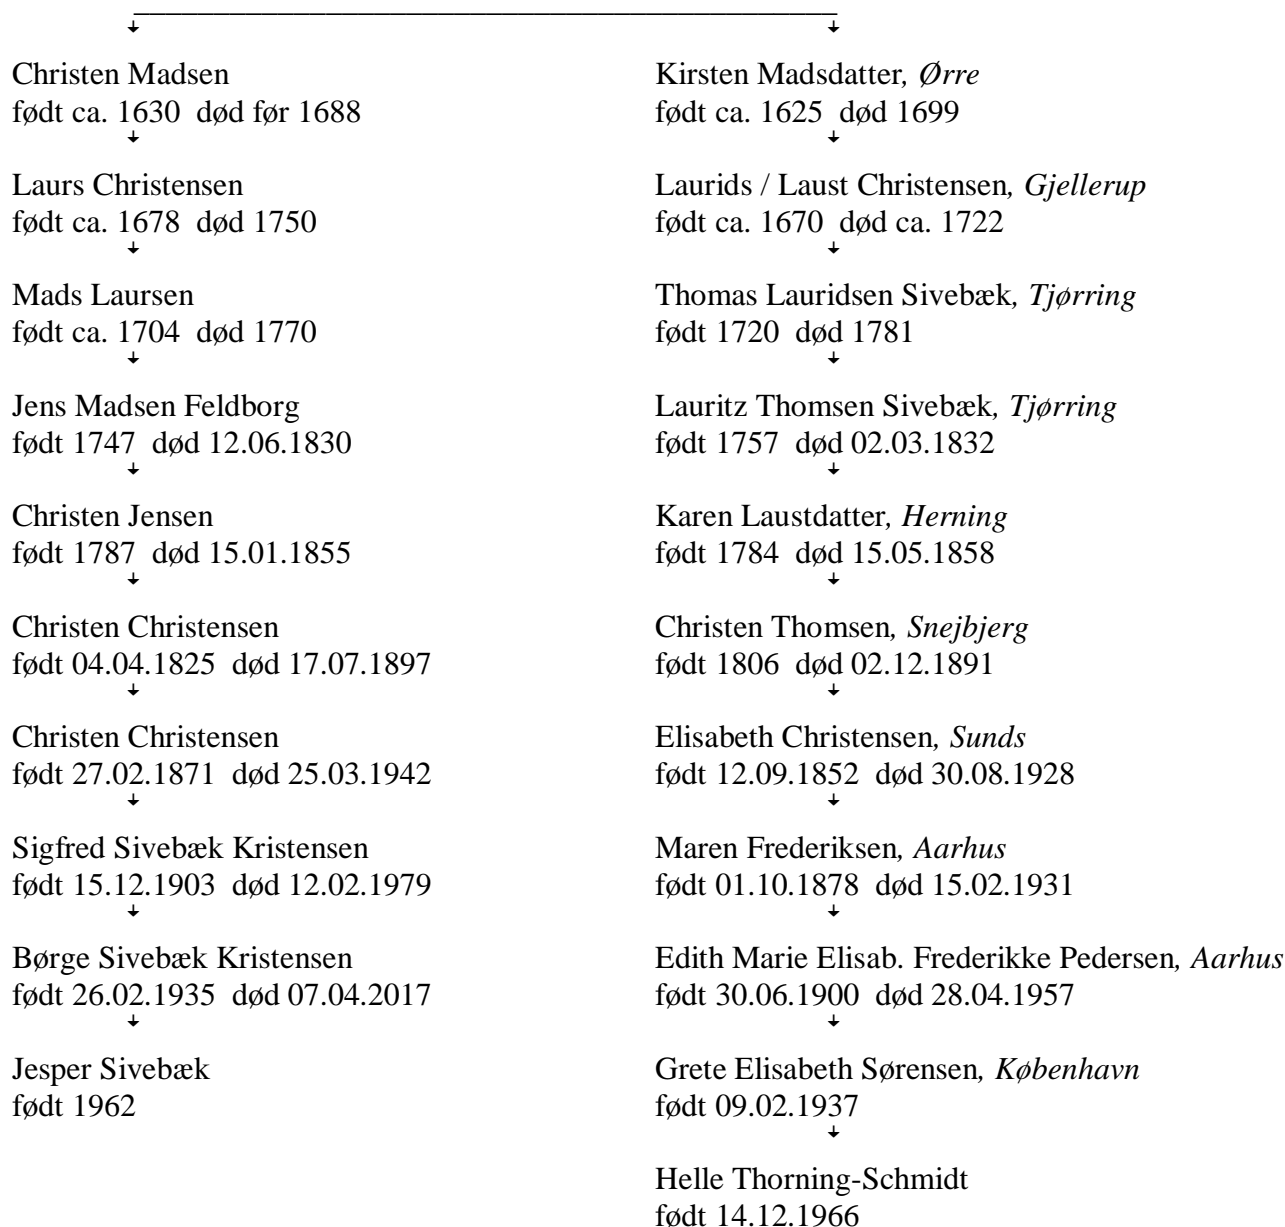 Christen Madsen
født ca. 1630 død før 1688
Laurs Christensen
født ca. 1678 død 1750
Mads Laursen
født ca. 1704 død 1770
Jens Madsen Feldborg
født 1747 død 12.06.1830
Christen Jensen
født 1787 død 15.01.1855
Christen Christensen
født 04.04.1825 død 17.07.1897
Christen Christensen
født 27.02.1871 død 25.03.1942
Sigfred Sivebæk Kristensen
født 15.12.1903 død 12.02.1979
Børge Sivebæk Kristensen
født 26.02.1935 død 07.04.2017
Jesper Sivebæk
født 1962
Kirsten Madsdatter, Ørre
født ca. 1625 død 1699
Laurids / Laust Christensen, Gjellerup
født ca. 1670 død ca. 1722
Thomas Lauridsen Sivebæk, Tjørring
født 1720 død 1781
Lauritz Thomsen Sivebæk, Tjørring
født 1757 død 02.03.1832
Karen Laustdatter, Herning
født 1784 død 15.05.1858
Christen Thomsen, Snejbjerg
født 1806 død 02.12.1891
Elisabeth Christensen, Sunds
født 12.09.1852 død 30.08.1928
Maren Frederiksen, Aarhus
født 01.10.1878 død 15.02.1931
Edith Marie Elisab. Frederikke Pedersen, Aarhus
født 30.06.1900 død 28.04.1957
Grete Elisabeth Sørensen, København
født 09.02.1937
Helle Thorning-Schmidt
født 14.12.1966